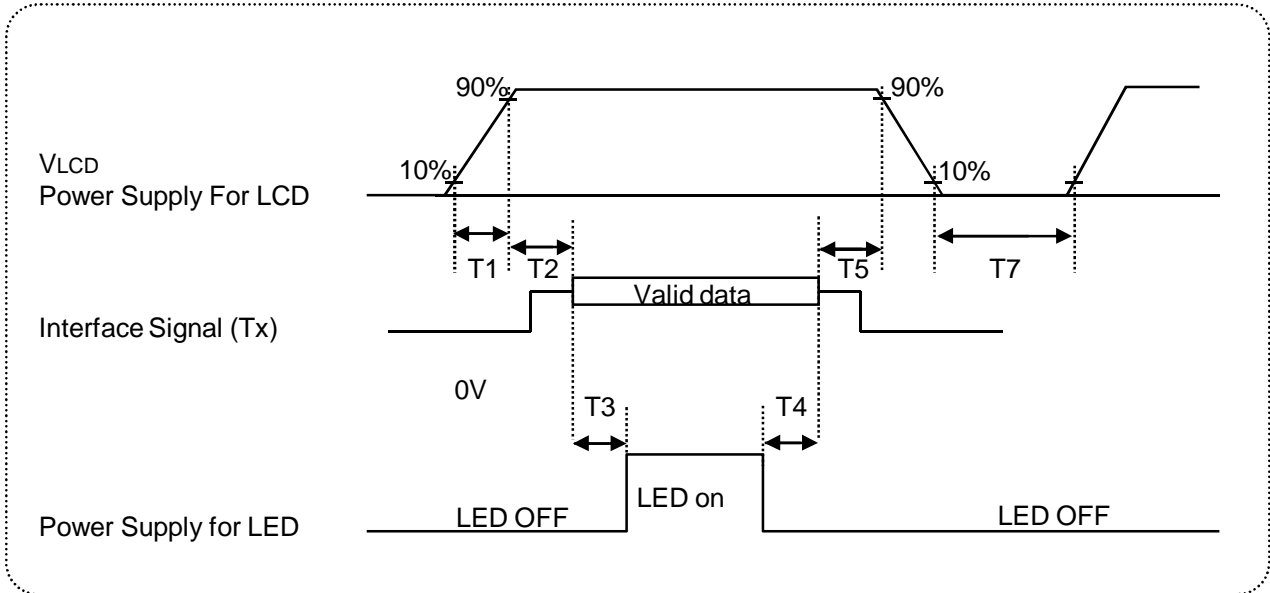 90%
90%
VLCD
10%
10%
Power Supply For LCD
T1
T2
T5
T7
Valid data
Interface Signal (Tx)
0V
T3
T4
LED on
LED OFF
LED OFF
Power Supply for LED